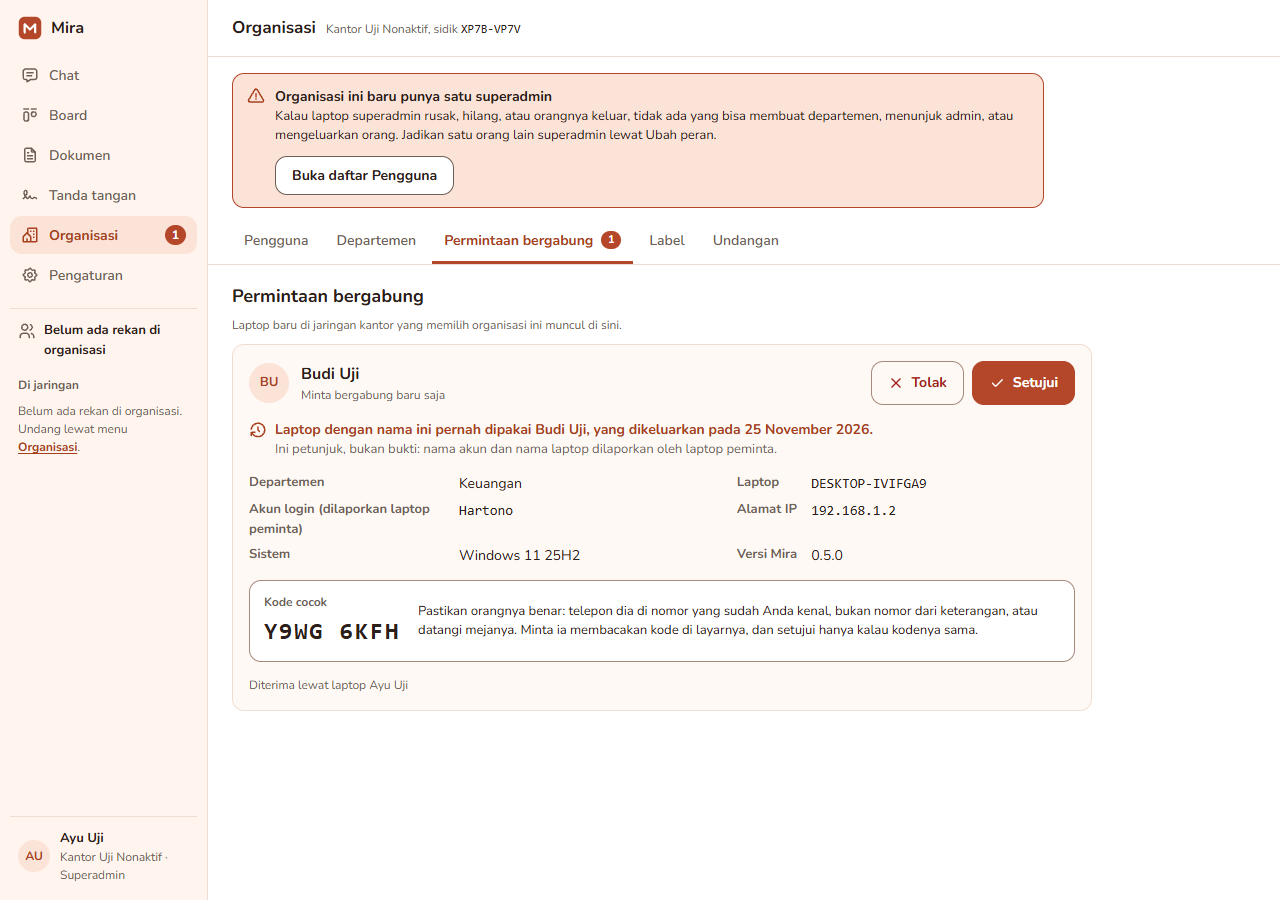 Mira
Chat
Board
Dokumen
Tanda tangan
Organisasi 1
Pengaturan
Belum ada rekan di
organisasi
Di jaringan
Belum ada rekan di organisasi.
Undang lewat menu
Organisasi.
AU
Ayu Uji
Kantor Uji Nonaktif ·
Superadmin
Organisasi Kantor Uji Nonaktif, sidik XP7B-VP7V
Organisasi ini baru punya satu superadmin
Kalau laptop superadmin rusak, hilang, atau orangnya keluar, tidak ada yang bisa membuat departemen, menunjuk admin, atau
mengeluarkan orang. Jadikan satu orang lain superadmin lewat Ubah peran.
Buka daftar Pengguna
Pengguna Departemen Permintaan bergabung 1 Label Undangan
Permintaan bergabung
Laptop baru di jaringan kantor yang memilih organisasi ini muncul di sini.
BU
Budi Uji
Minta bergabung baru saja
Tolak
Setujui
Laptop dengan nama ini pernah dipakai Budi Uji, yang dikeluarkan pada 25 November 2026.
Ini petunjuk, bukan bukti: nama akun dan nama laptop dilaporkan oleh laptop peminta.
Departemen Keuangan Laptop DESKTOP-IVIFGA9
Akun login (dilaporkan laptop
peminta) Hartono Alamat IP 192.168.1.2
Sistem Windows 11 25H2 Versi Mira 0.5.0
Kode cocok
Y9WG 6KFH
Pastikan orangnya benar: telepon dia di nomor yang sudah Anda kenal, bukan nomor dari keterangan, atau
datangi mejanya. Minta ia membacakan kode di layarnya, dan setujui hanya kalau kodenya sama.
Diterima lewat laptop Ayu Uji